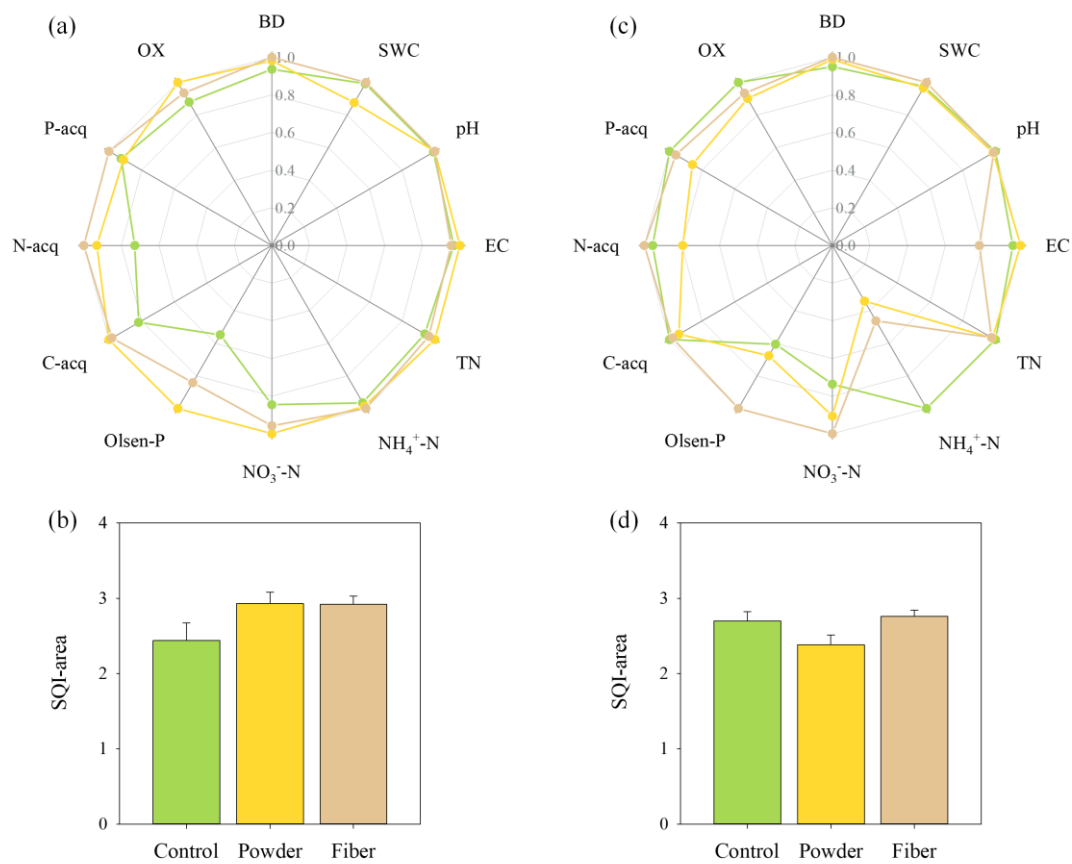 (a)
BD
SWC
pH
EC
TN
NH₄⁺-N
NO₃⁻-N
Olsen-P
C-acq
N-acq
P-acq
OX
1.0
0.8
0.6
0.4
0.2
0.0
(c)
BD
SWC
pH
EC
TN
NH₄⁺-N
NO₃⁻-N
Olsen-P
C-acq
N-acq
P-acq
OX
1.0
0.8
0.6
0.4
0.2
0.0
(b)
SQI-area
4
3
2
1
0
Control Powder Fiber
(d)
SQI-area
4
3
2
1
0
Control Powder Fiber